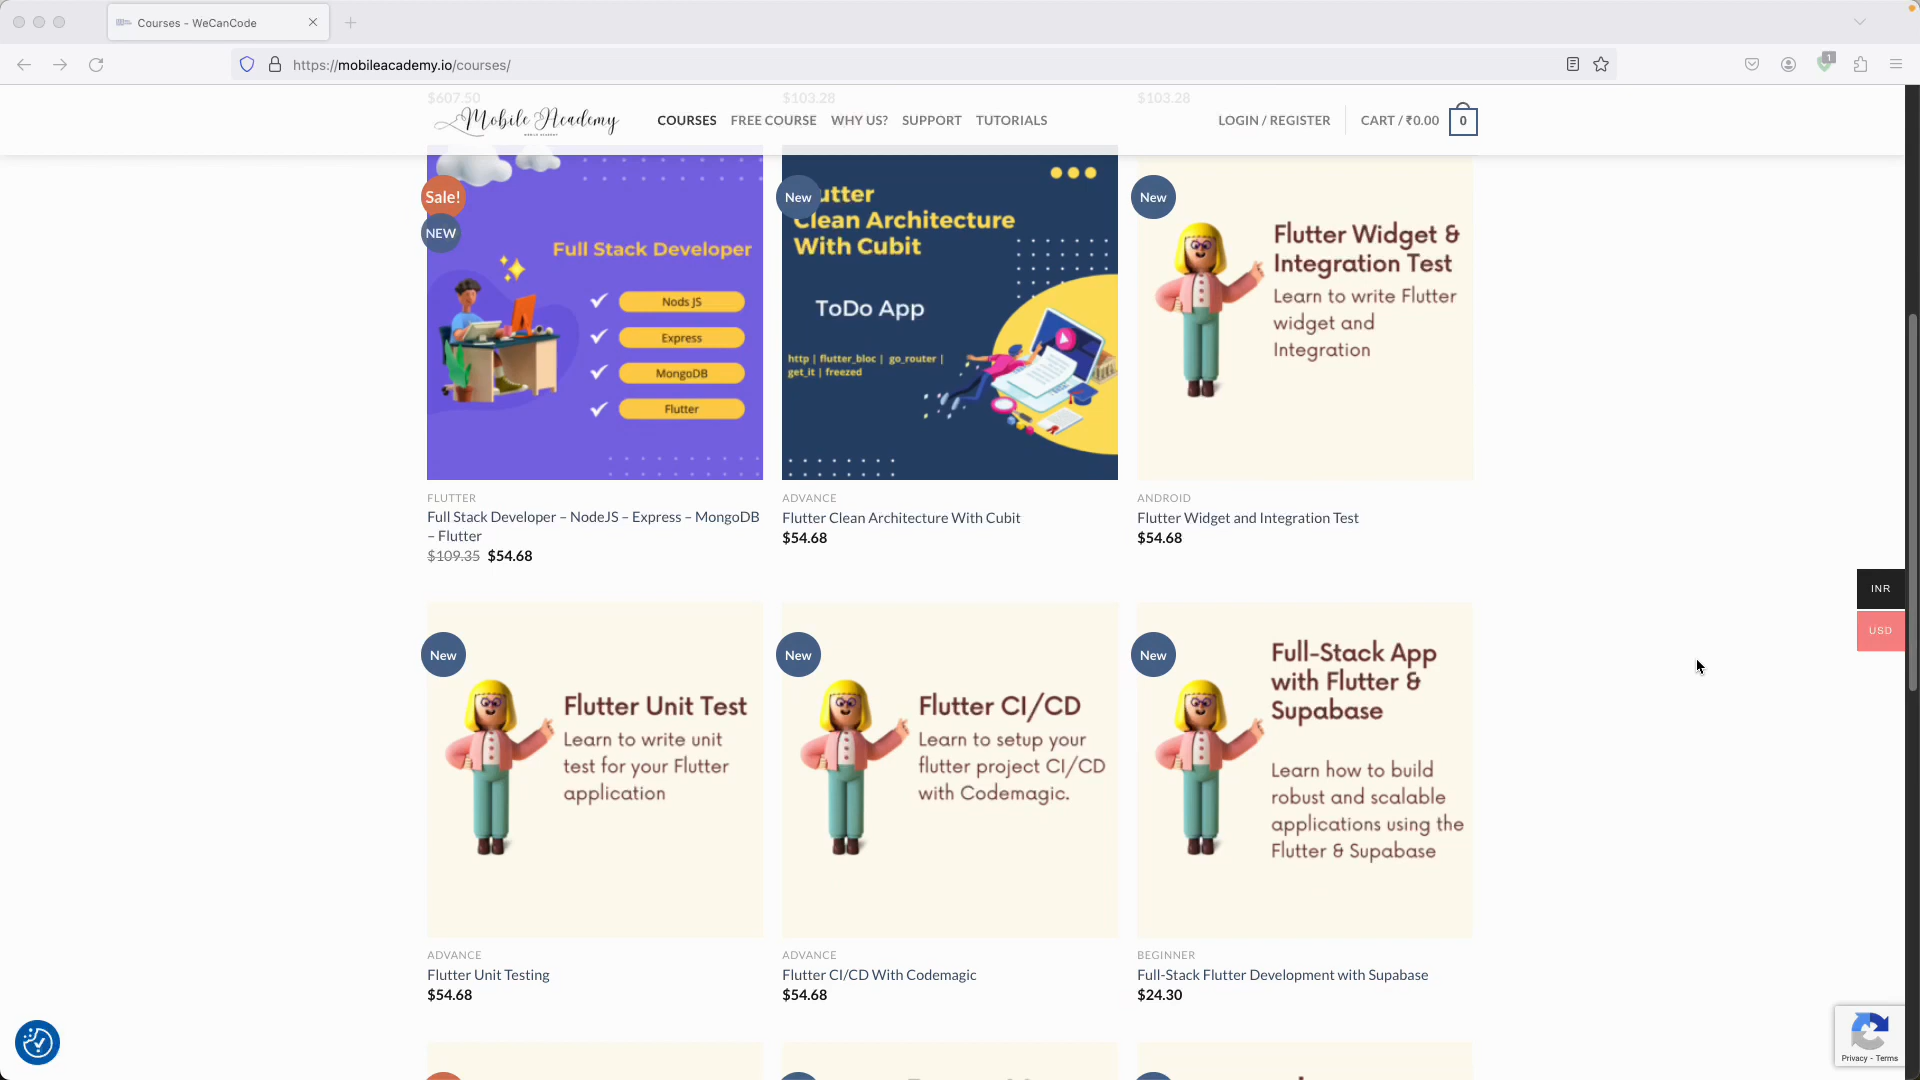 Courses - WeCanCode
https://mobileacademy.io/courses/
1
$607.50
$103.28
$103.28
Mobile Academy
COURSES
FREE COURSE
WHY US?
SUPPORT
TUTORIALS
LOGIN / REGISTER
CART / ₹0.00
0
Sale!
NEW
Full Stack Developer
Nods JS
Express
MongoDB
Flutter
New
utter
Clean Architecture
With Cubit
ToDo App
http | flutter_bloc | go_router |
get_it | freezed
New
Flutter Widget &
Integration Test
Learn to write Flutter
widget and
Integration
FLUTTER
Full Stack Developer – NodeJS – Express – MongoDB
– Flutter
$109.35 $54.68
ADVANCE
Flutter Clean Architecture With Cubit
$54.68
ANDROID
Flutter Widget and Integration Test
$54.68
INR
USD
New
Flutter Unit Test
Learn to write unit
test for your Flutter
application
New
Flutter CI/CD
Learn to setup your
flutter project CI/CD
with Codemagic.
New
Full-Stack App
with Flutter &
Supabase
Learn how to build
robust and scalable
applications using the
Flutter & Supabase
ADVANCE
Flutter Unit Testing
$54.68
ADVANCE
Flutter CI/CD With Codemagic
$54.68
BEGINNER
Full-Stack Flutter Development with Supabase
$24.30
Privacy - Terms